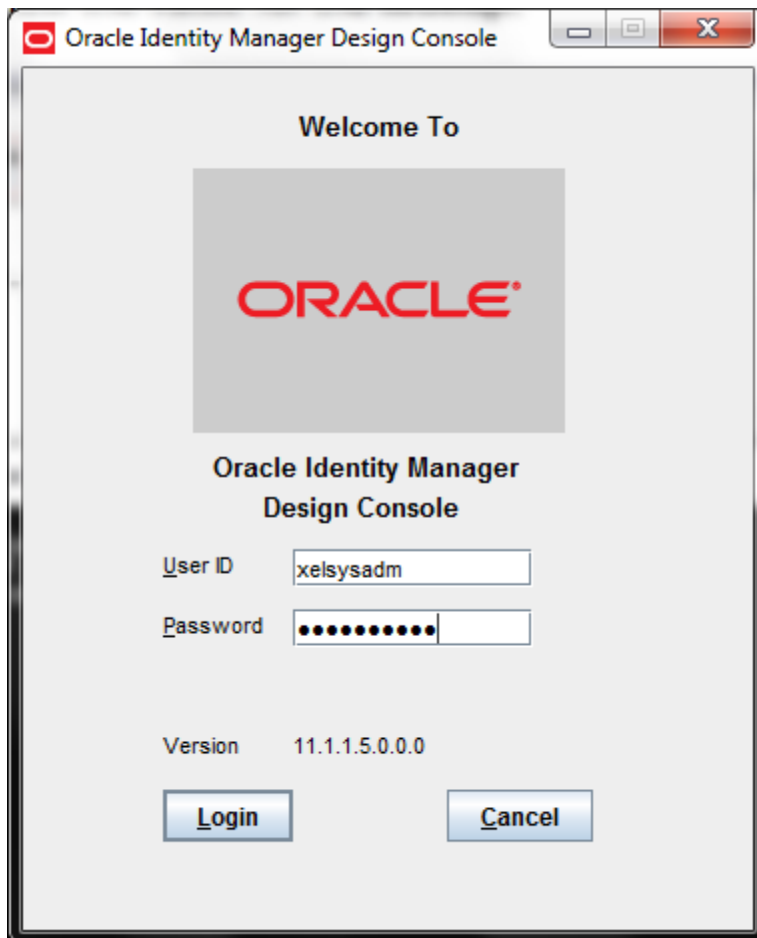 Oracle Identity Manager Design Console
Welcome To
ORACLE®
Oracle Identity Manager
Design Console
User ID xelsysadm
Password ●●●●●●●●●●
Version 11.1.1.5.0.0.0
Login Cancel